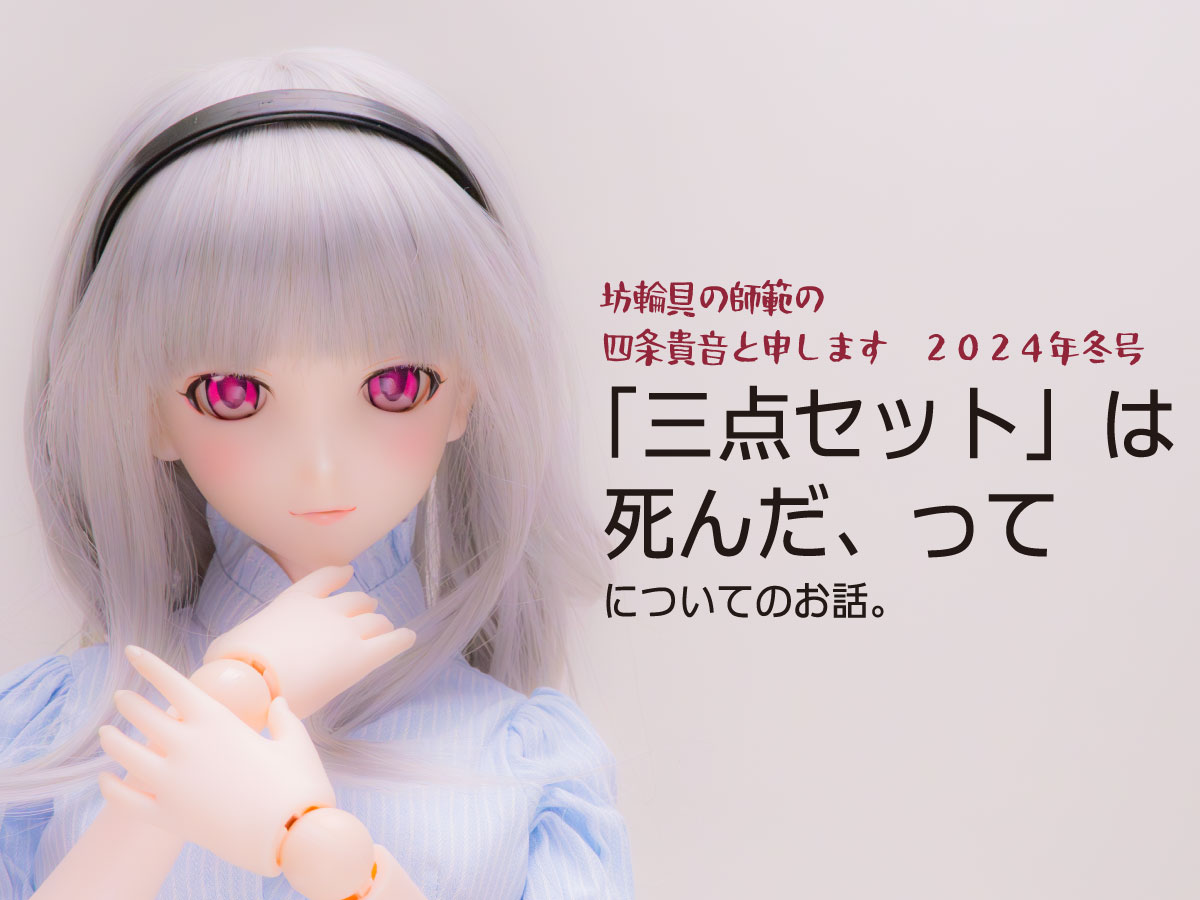 坊輪具の師範の
四条貴音と申します　２０２４年冬号
「三点セット」は
死んだ、って
についてのお話。